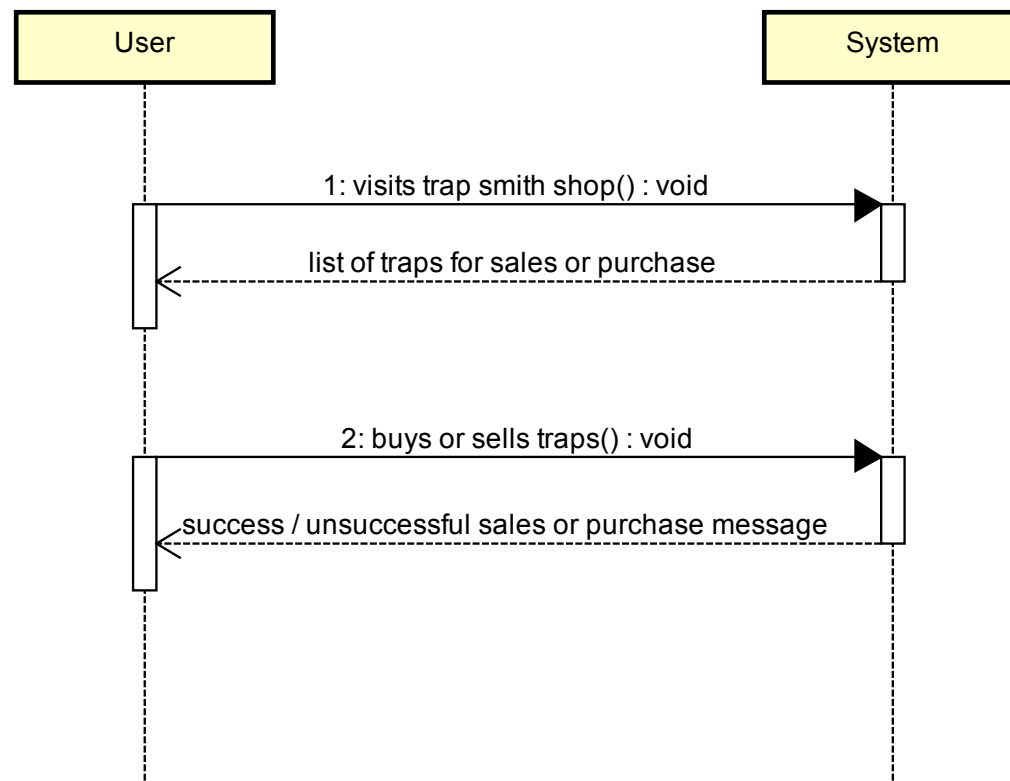 User
System
1: visits trap smith shop() : void
list of traps for sales or purchase
2: buys or sells traps() : void
success / unsuccessful sales or purchase message